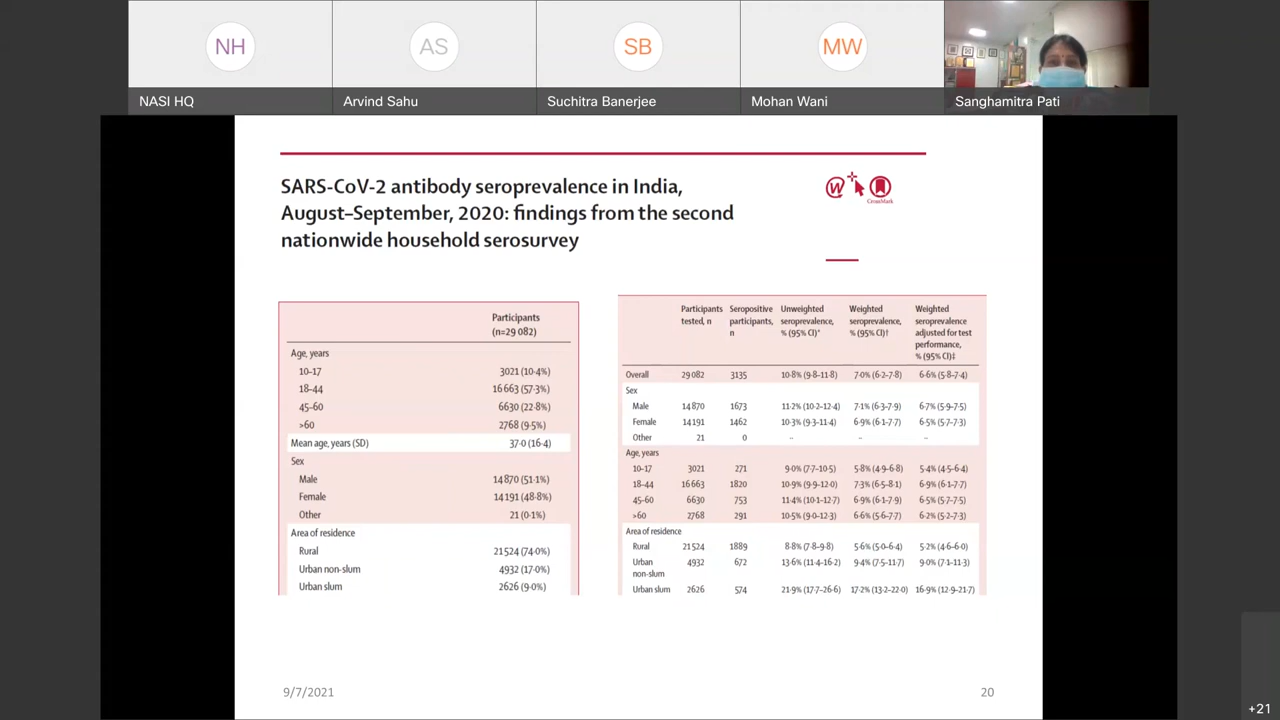 NH
AS
SB
MW
NASI HQ
Arvind Sahu
Suchitra Banerjee
Mohan Wani
Sanghamitra Pati
SARS-CoV-2 antibody seroprevalence in India,
August–September, 2020: findings from the second
nationwide household serosurvey
W
CrossMark
Participants
(n=29 082)
Age, years
10–17 3021 (10·4%)
18–44 16 663 (57·3%)
45–60 6630 (22·8%)
>60 2768 (9·5%)
Mean age, years (SD) 37·0 (16·4)
Sex
Male 14 870 (51·1%)
Female 14 191 (48·8%)
Other 21 (0·1%)
Area of residence
Rural 21 524 (74·0%)
Urban non-slum 4932 (17·0%)
Urban slum 2626 (9·0%)
Participants tested, n
Seropositive participants, n
Unweighted seroprevalence, % (95% CI)*
Weighted seroprevalence, % (95% CI)†
Weighted seroprevalence adjusted for test performance, % (95% CI)‡
Overall 29 082 3135 10·8% (9·8–11·8) 7·0% (6·2–7·8) 6·6% (5·8–7·4)
Sex
Male 14 870 1673 11·2% (10·2–12·4) 7·1% (6·3–7·9) 6·7% (5·9–7·5)
Female 14 191 1462 10·3% (9·3–11·4) 6·9% (6·1–7·7) 6·5% (5·7–7·3)
Other 21 0 ·· ·· ··
Age, years
10–17 3021 271 9·0% (7·7–10·5) 5·8% (4·9–6·8) 5·4% (4·5–6·4)
18–44 16 663 1820 10·9% (9·9–12·0) 7·3% (6·5–8·1) 6·9% (6·1–7·7)
45–60 6630 753 11·4% (10·1–12·7) 6·9% (6·1–7·9) 6·5% (5·7–7·5)
>60 2768 291 10·5% (9·0–12·3) 6·6% (5·6–7·7) 6·2% (5·2–7·3)
Area of residence
Rural 21 524 1889 8·8% (7·8–9·8) 5·6% (5·0–6·4) 5·2% (4·6–6·0)
Urban non-slum 4932 672 13·6% (11·4–16·2) 9·4% (7·5–11·7) 9·0% (7·1–11·3)
Urban slum 2626 574 21·9% (17·7–26·6) 17·2% (13·2–22·0) 16·9% (12·9–21·7)
9/7/2021
20
+21